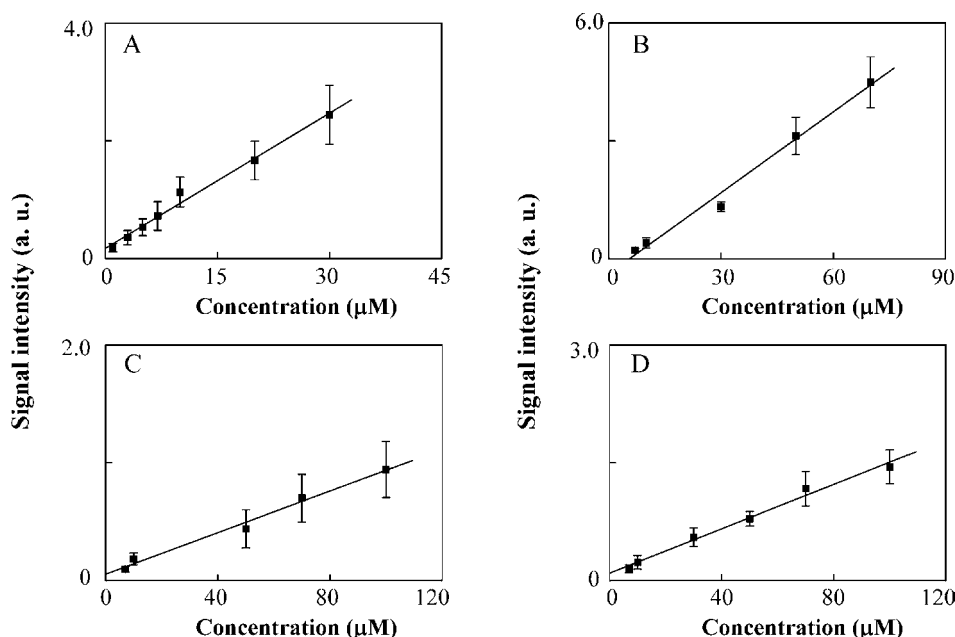 4.0
A
0
0 15 30 45
Concentration (μM)
6.0
B
0
0 30 60 90
Concentration (μM)
Signal intensity (a. u.)
Signal intensity (a. u.)
2.0
C
0
0 40 80 120
Concentration (μM)
3.0
D
0
0 40 80 120
Concentration (μM)